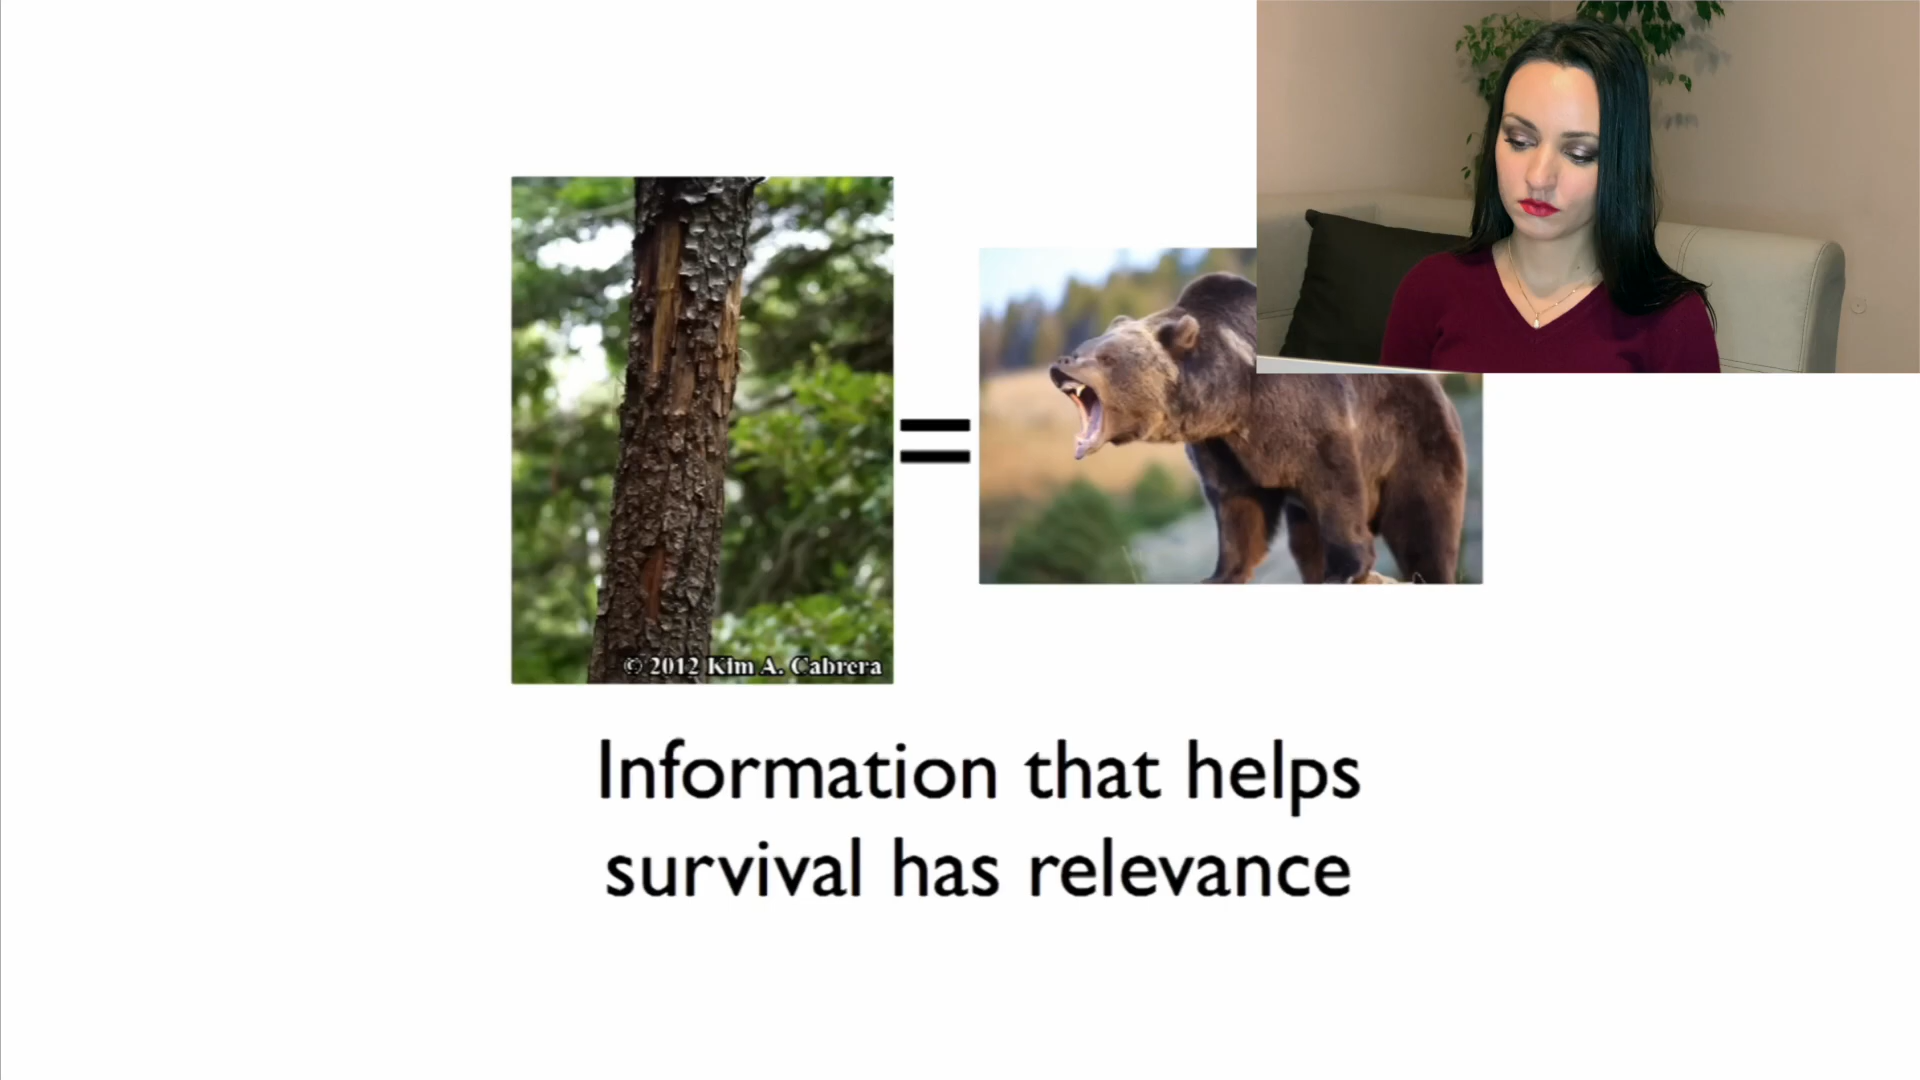 © 2012 Kim A. Cabrera
Information that helps
survival has relevance